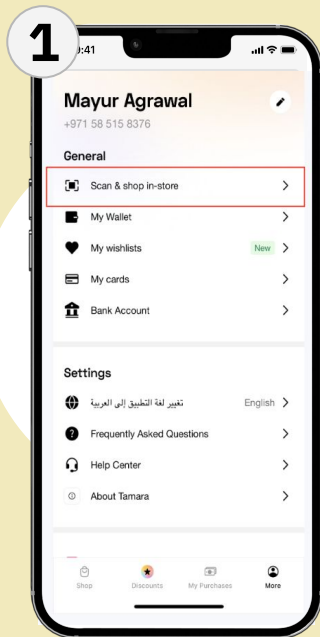 1
:41
Mayur Agrawal
+971 58 515 8376
General
Scan & shop in-store
My Wallet
My wishlists New
My cards
Bank Account
Settings
تغيير لغة التطبيق إلى العربية English
Frequently Asked Questions
Help Center
About Tamara
Shop Discounts My Purchases More